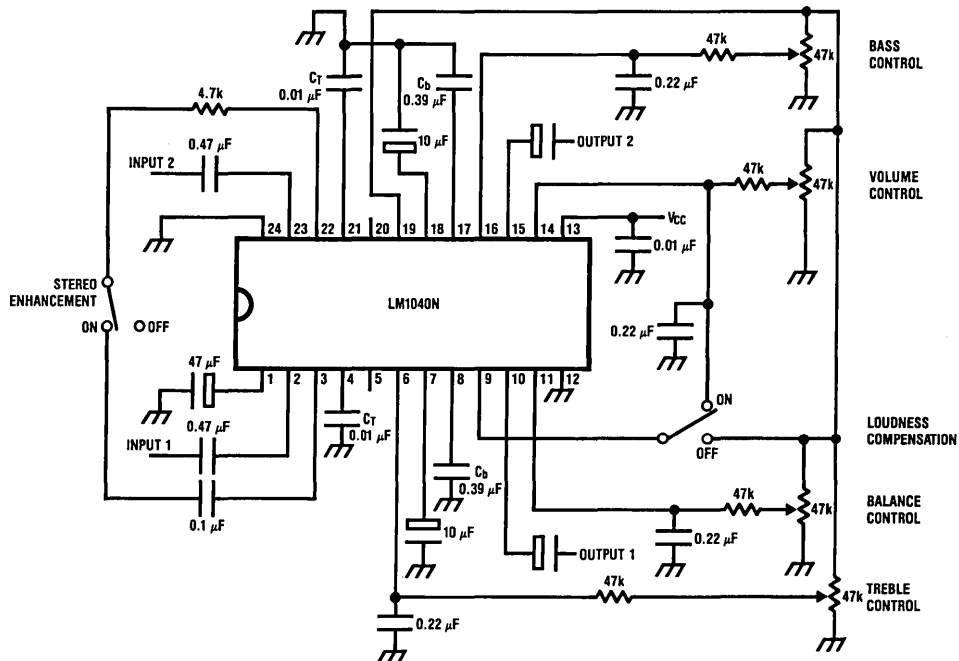 47k
47k
BASS
CONTROL
0.22 µF
CT
0.01 µF
Cb
0.39 µF
4.7k
10 µF
OUTPUT 2
0.47 µF
INPUT 2
47k
47k
VOLUME
CONTROL
VCC
0.01 µF
24 23 22 21 20 19 18 17 16 15 14 13
STEREO
ENHANCEMENT
ON
OFF
LM1040N
0.22 µF
47 µF
1 2 3 4 5 6 7 8 9 10 11 12
ON
OFF
LOUDNESS
COMPENSATION
0.47 µF
INPUT 1
CT
0.01 µF
Cb
0.39 µF
0.1 µF
10 µF
OUTPUT 1
47k
47k
BALANCE
CONTROL
0.22 µF
47k
47k
TREBLE
CONTROL
0.22 µF